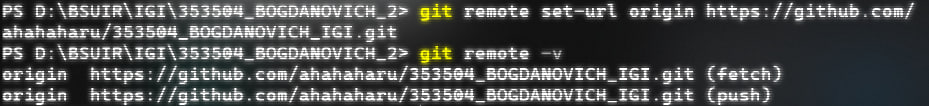 PS D:\BSUIR\IGI\353504_BOGDANOVICH_2> git remote set-url origin https://github.com/
ahahaharu/353504_BOGDANOVICH_IGI.git
PS D:\BSUIR\IGI\353504_BOGDANOVICH_2> git remote -v
origin  https://github.com/ahahaharu/353504_BOGDANOVICH_IGI.git (fetch)
origin  https://github.com/ahahaharu/353504_BOGDANOVICH_IGI.git (push)